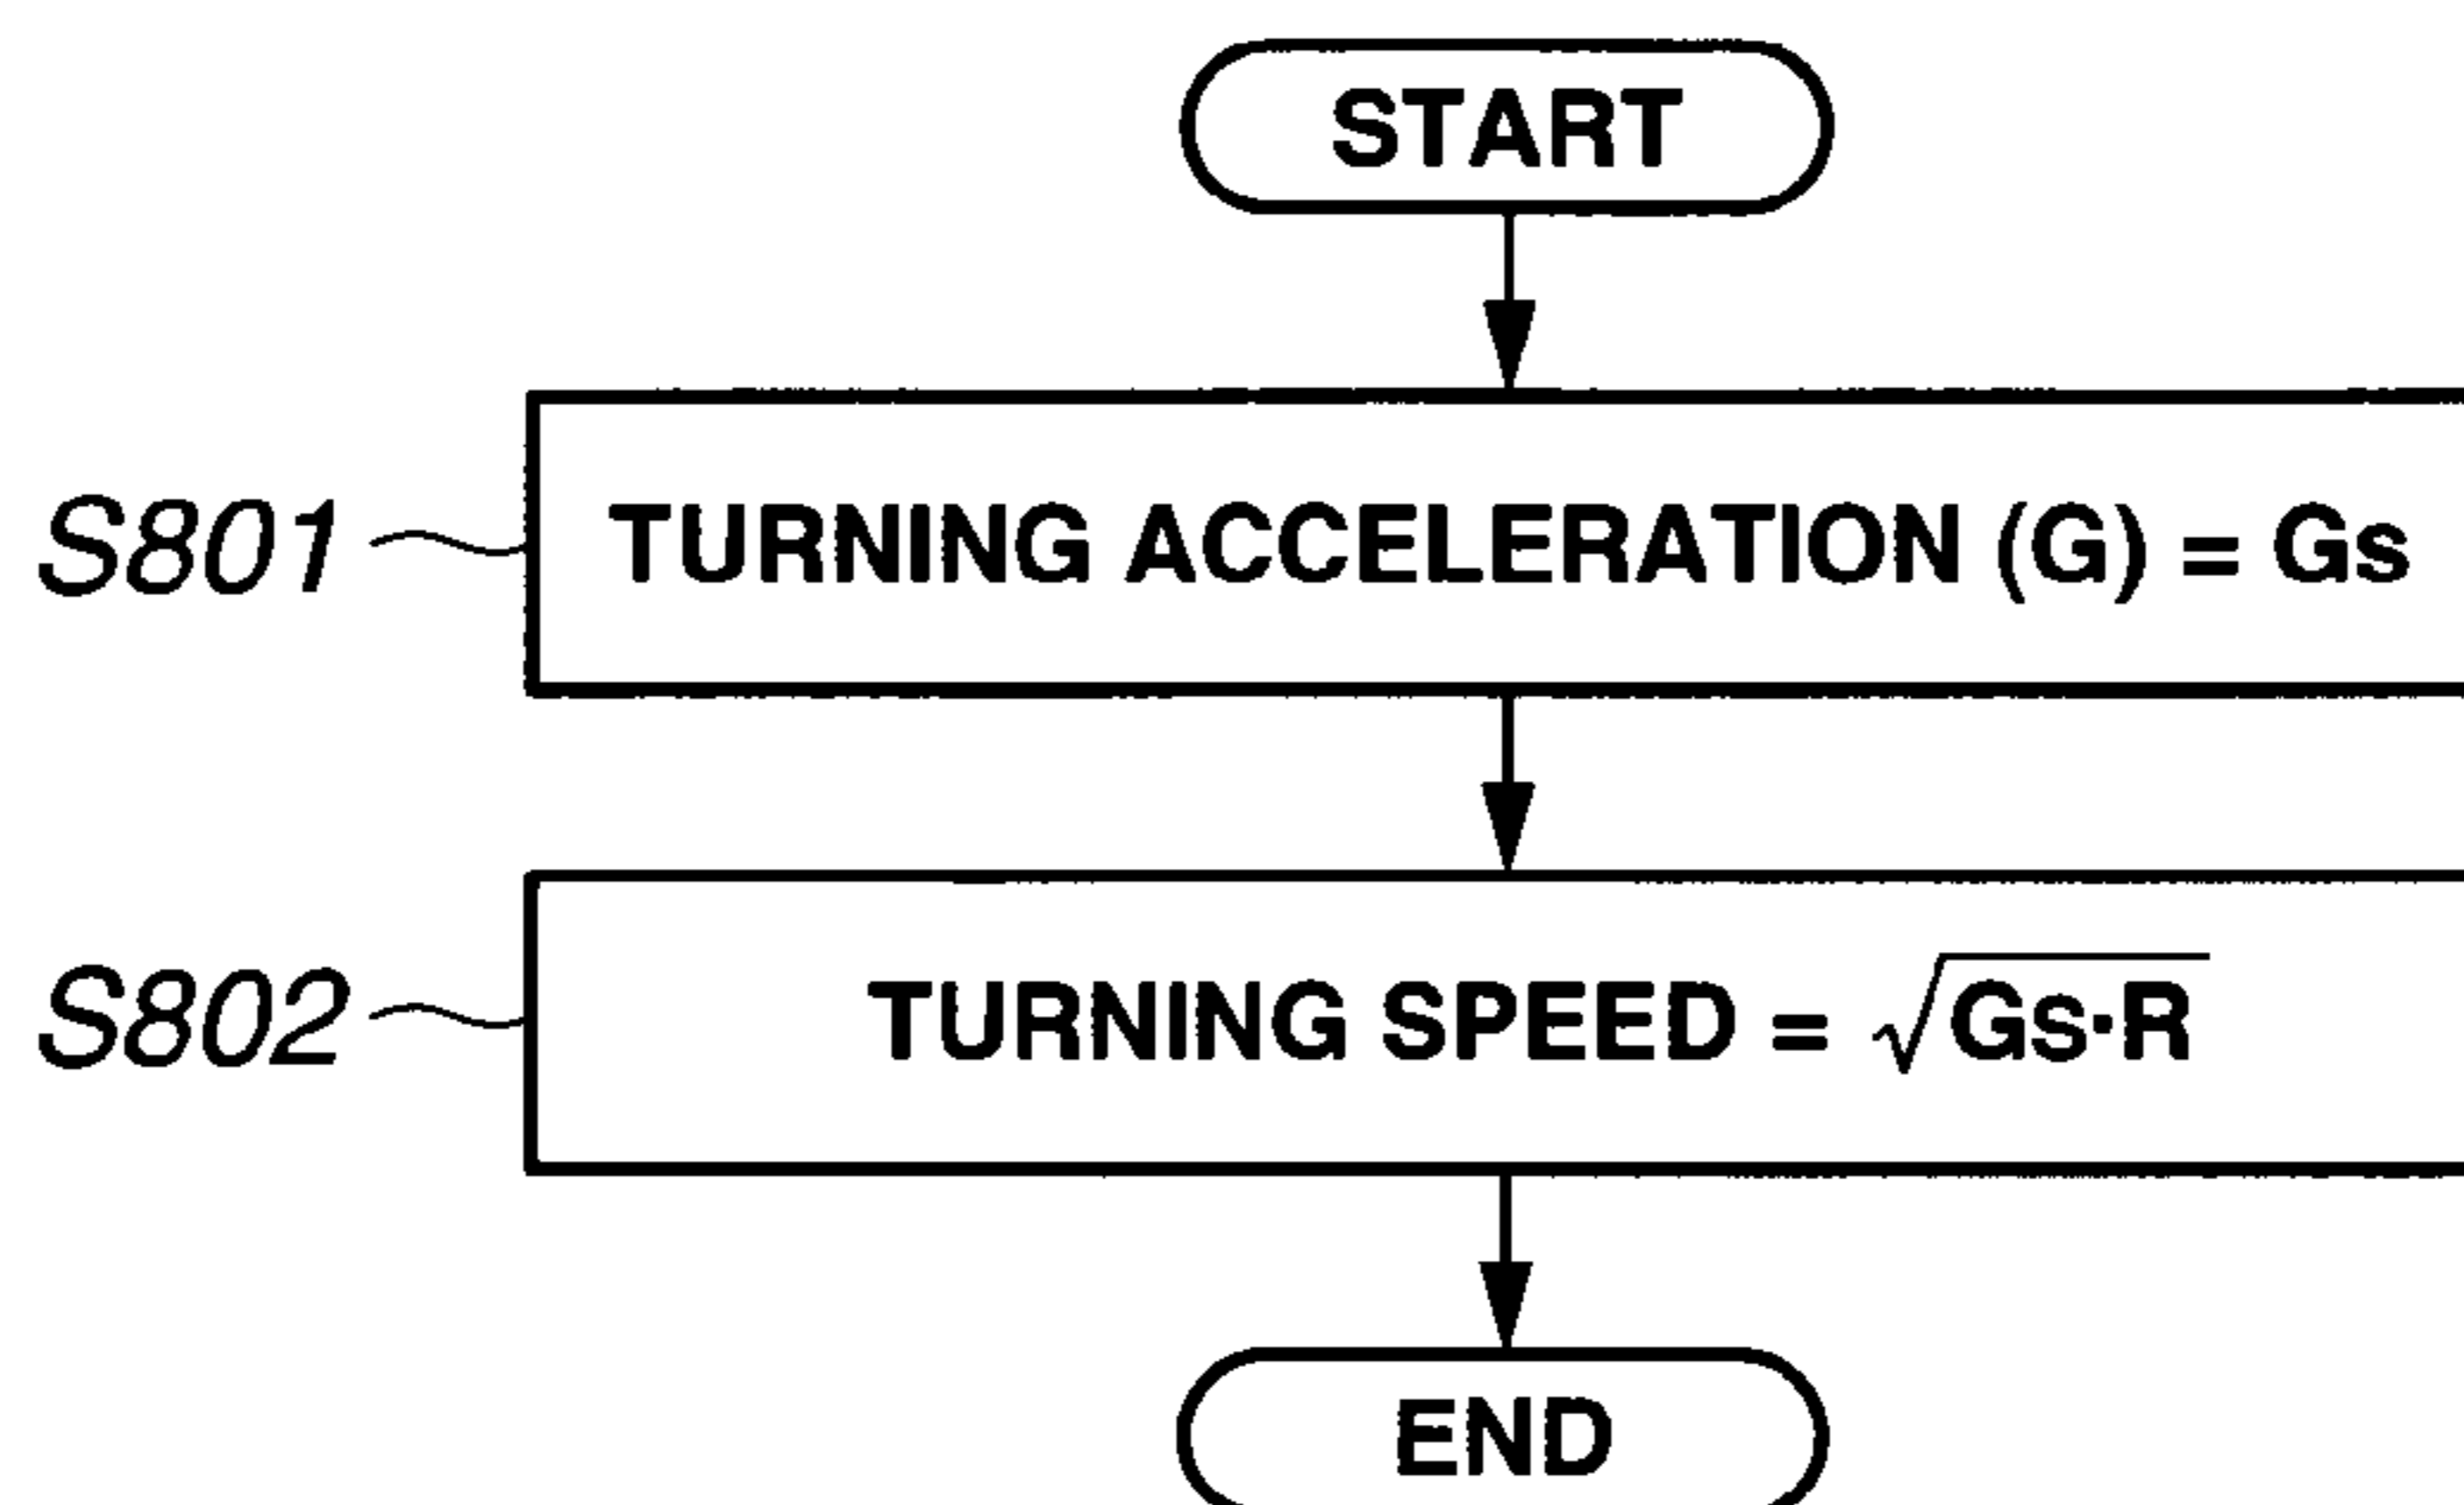 START
S801 TURNING ACCELERATION (G) = Gs
S802 TURNING SPEED = √Gs·R
END